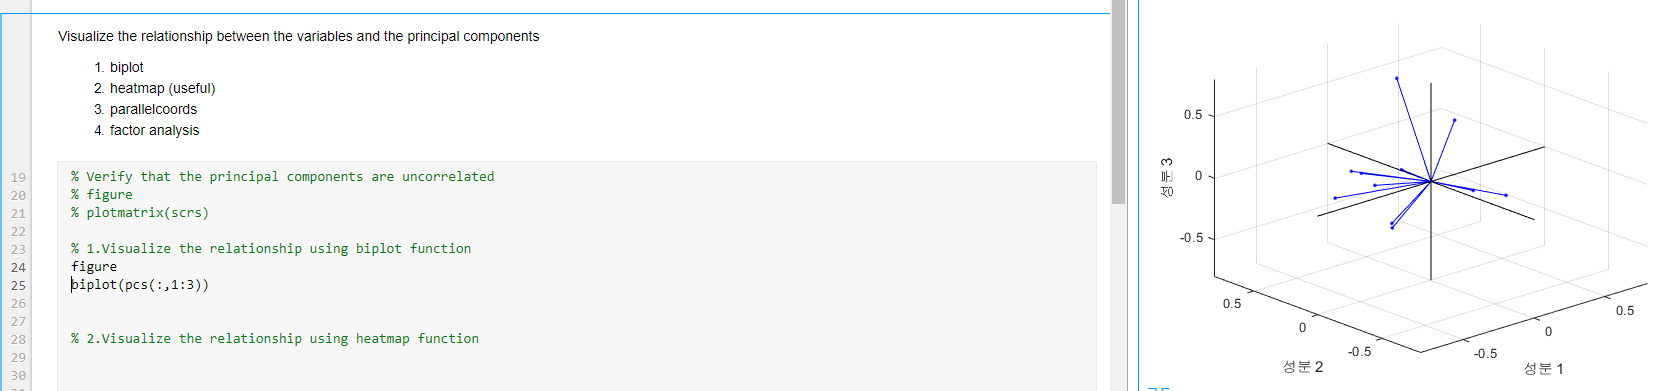 Visualize the relationship between the variables and the principal components
1. biplot
2. heatmap (useful)
3. parallelcoords
4. factor analysis
19 % Verify that the principal components are uncorrelated
20 % figure
21 % plotmatrix(scrs)
22
23 % 1.Visualize the relationship using biplot function
24 figure
25 biplot(pcs(:,1:3))
26
27
28 % 2.Visualize the relationship using heatmap function
29
30
0.5
0
-0.5
성분 3
0.5
0
-0.5
성분 2
-0.5
0
0.5
성분 1